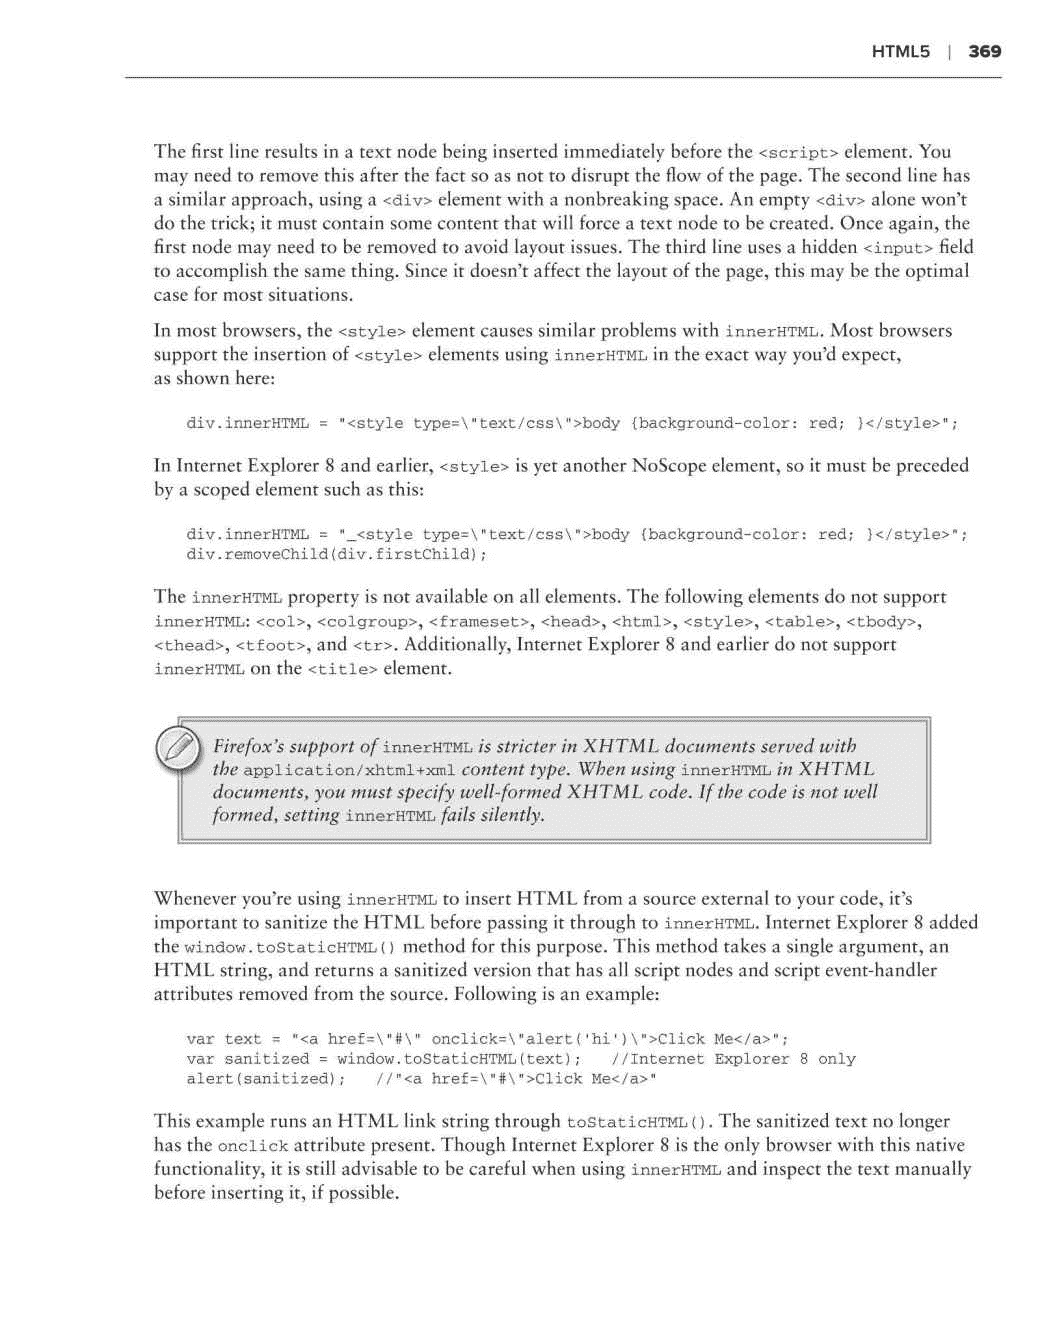 HTML5 | 369
The first line results in a text node being inserted immediately before the <script> element. You
may need to remove this after the fact so as not to disrupt the flow of the page. The second line has
a similar approach, using a <div> element with a nonbreaking space. An empty <div> alone won't
do the trick; it must contain some content that will force a text node to be created. Once again, the
first node may need to be removed to avoid layout issues. The third line uses a hidden <input> field
to accomplish the same thing. Since it doesn't affect the layout of the page, this may be the optimal
case for most situations.
In most browsers, the <style> element causes similar problems with innerHTML. Most browsers
support the insertion of <style> elements using innerHTML in the exact way you'd expect,
as shown here:
div.innerHTML = "<style type=\"text/css\">body {background-color: red; }</style>";
In Internet Explorer 8 and earlier, <style> is yet another NoScope element, so it must be preceded
by a scoped element such as this:
div.innerHTML = "_<style type=\"text/css\">body {background-color: red; }</style>";
div.removeChild(div.firstChild);
The innerHTML property is not available on all elements. The following elements do not support
innerHTML: <col>, <colgroup>, <frameset>, <head>, <html>, <style>, <table>, <tbody>,
<thead>, <tfoot>, and <tr>. Additionally, Internet Explorer 8 and earlier do not support
innerHTML on the <title> element.
Firefox's support of innerHTML is stricter in XHTML documents served with
the application/xhtml+xml content type. When using innerHTML in XHTML
documents, you must specify well-formed XHTML code. If the code is not well
formed, setting innerHTML fails silently.
Whenever you're using innerHTML to insert HTML from a source external to your code, it's
important to sanitize the HTML before passing it through to innerHTML. Internet Explorer 8 added
the window.toStaticHTML() method for this purpose. This method takes a single argument, an
HTML string, and returns a sanitized version that has all script nodes and script event-handler
attributes removed from the source. Following is an example:
var text = "<a href=\"#\" onclick=\"alert('hi')\">Click Me</a>";
var sanitized = window.toStaticHTML(text); //Internet Explorer 8 only
alert(sanitized); //"<a href=\"#\">Click Me</a>"
This example runs an HTML link string through toStaticHTML(). The sanitized text no longer
has the onclick attribute present. Though Internet Explorer 8 is the only browser with this native
functionality, it is still advisable to be careful when using innerHTML and inspect the text manually
before inserting it, if possible.